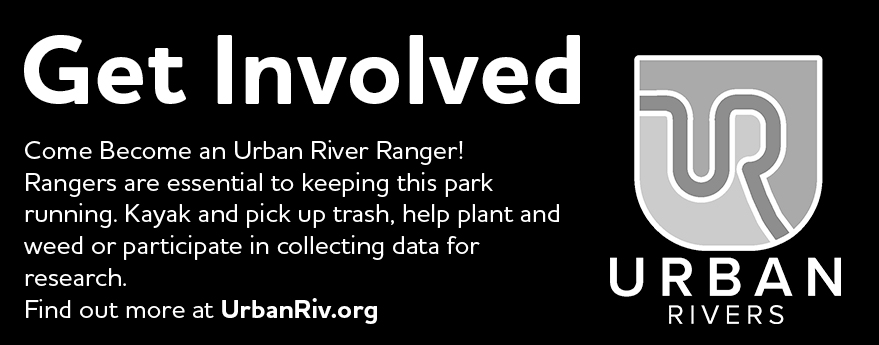 Get Involved
Come Become an Urban River Ranger!
Rangers are essential to keeping this park
running. Kayak and pick up trash, help plant and
weed or participate in collecting data for
research.
Find out more at UrbanRiv.org
UR
URBAN
RIVERS